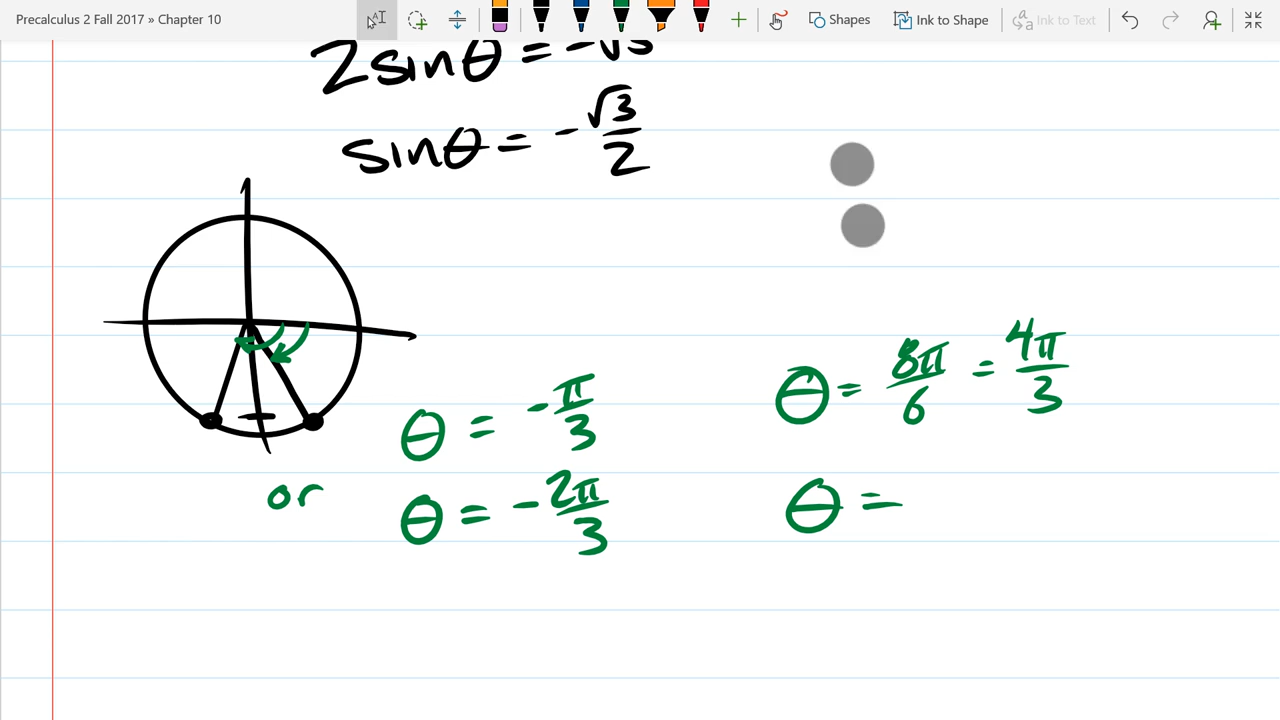 Precalculus 2 Fall 2017 » Chapter 10
Shapes
Ink to Shape
Ink to Text
2sinθ = -√3
sinθ = -√3/2
θ = 8π/6 = 4π/3
θ = -π/3
or
θ = -2π/3
θ =